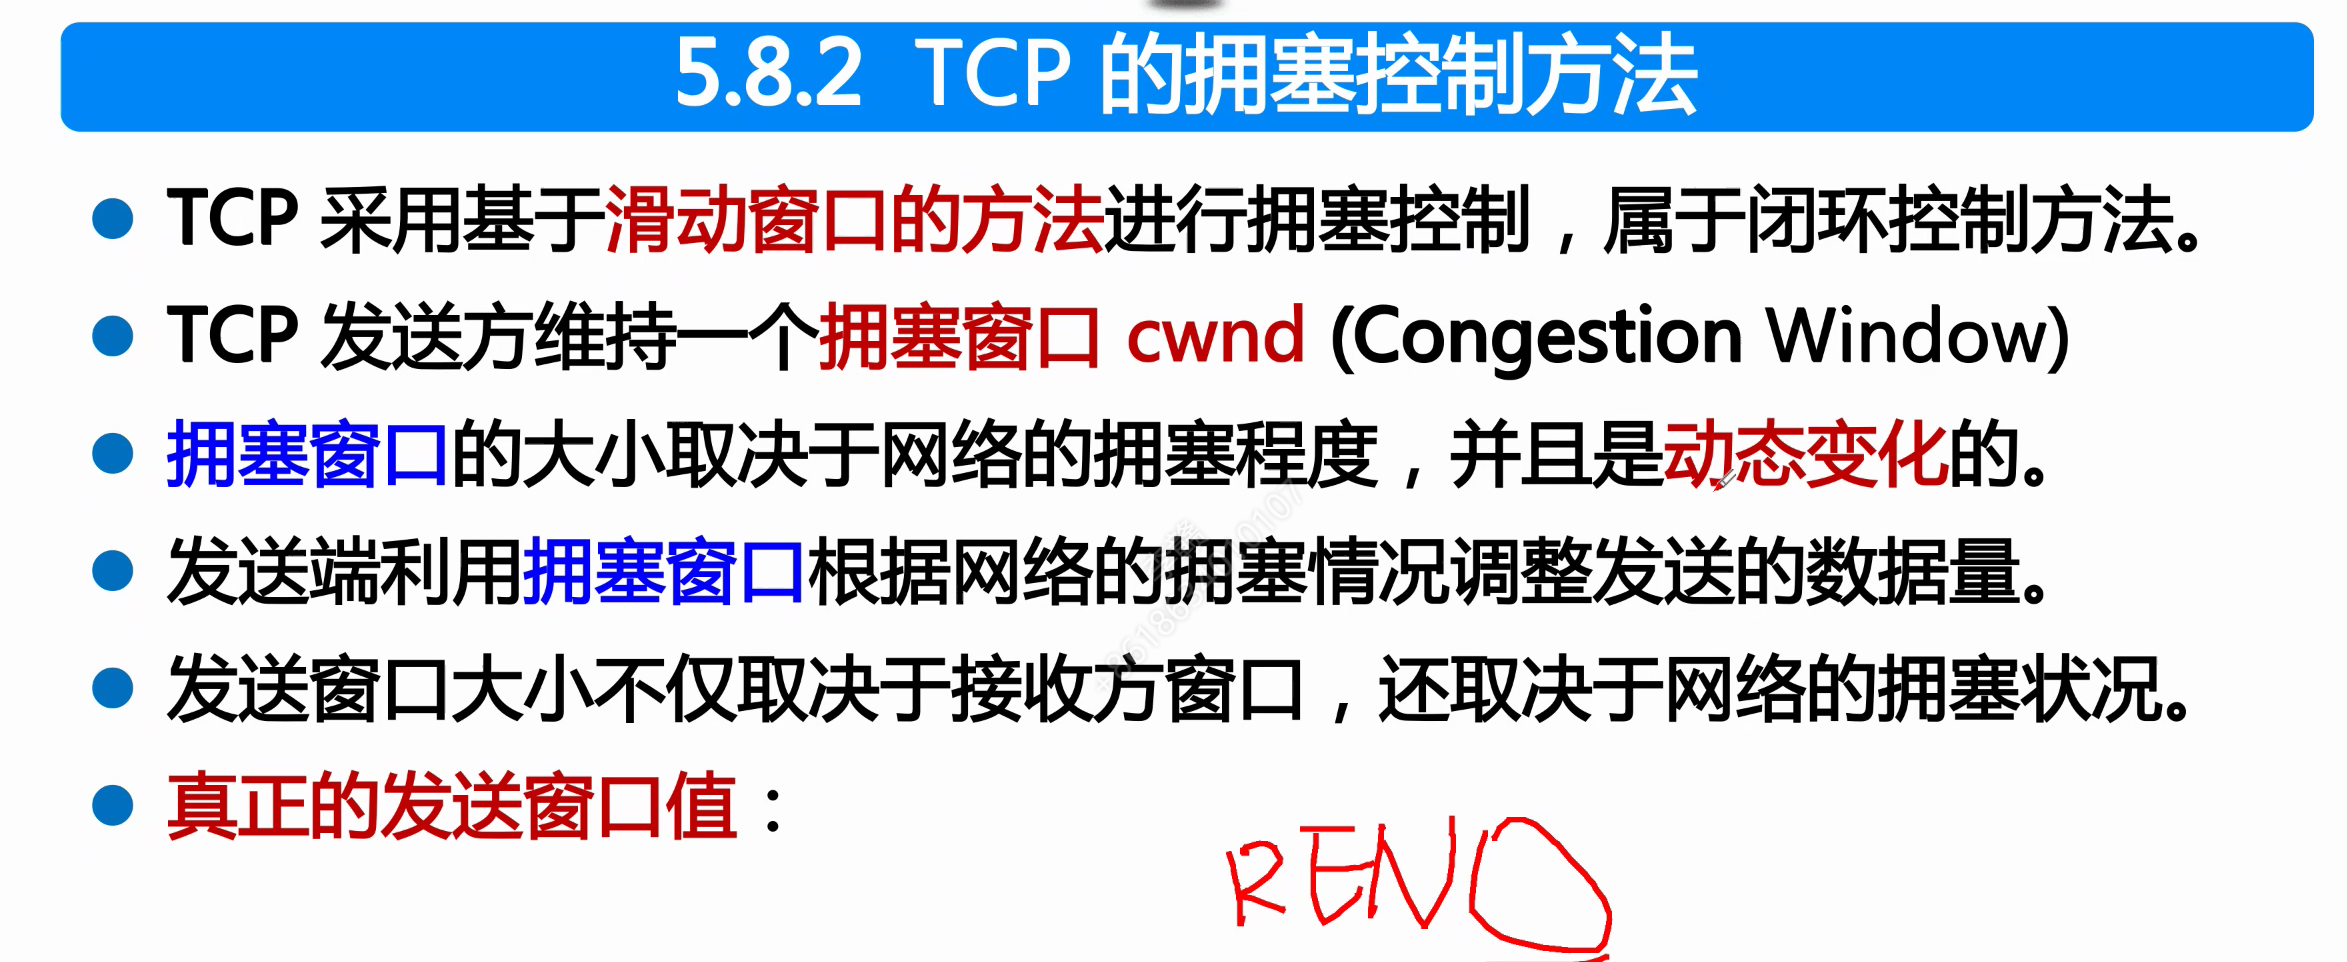 5.8.2 TCP 的拥塞控制方法
TCP 采用基于滑动窗口的方法进行拥塞控制，属于闭环控制方法。
TCP 发送方维持一个拥塞窗口 cwnd (Congestion Window)
拥塞窗口的大小取决于网络的拥塞程度，并且是动态变化的。
发送端利用拥塞窗口根据网络的拥塞情况调整发送的数据量。
发送窗口大小不仅取决于接收方窗口，还取决于网络的拥塞状况。
真正的发送窗口值：
RENO